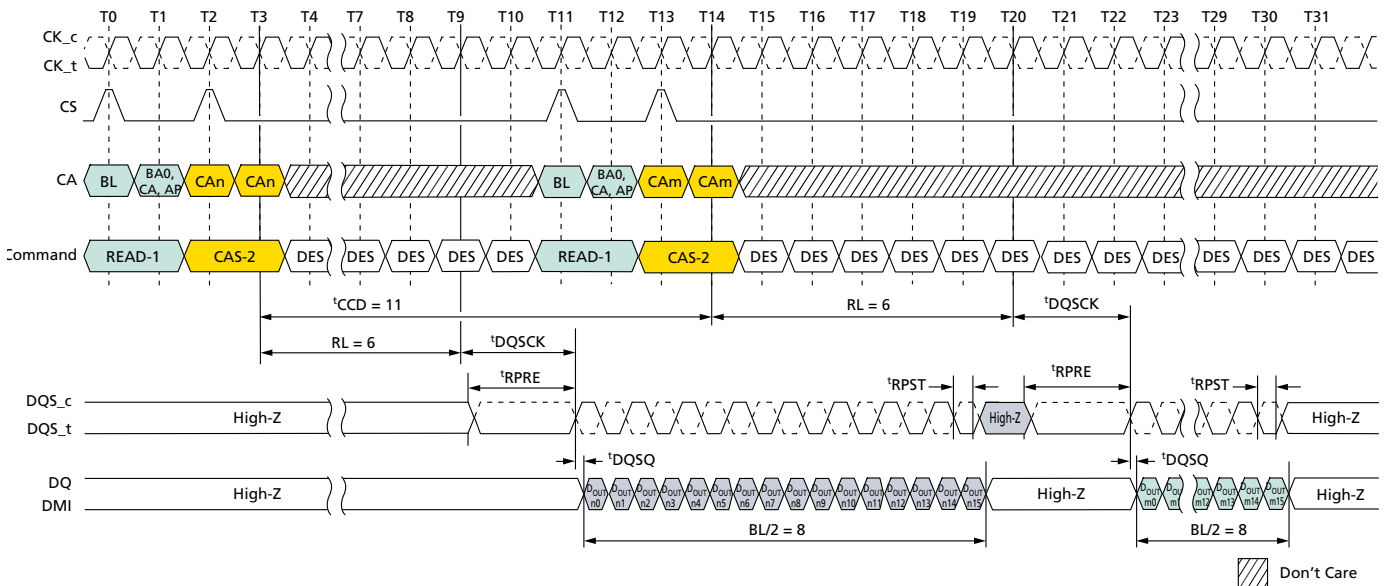 T0 T1 T2 T3 T4 T7 T8 T9 T10 T11 T12 T13 T14 T15 T16 T17 T18 T19 T20 T21 T22 T23 T29 T30 T31
CK_c
CK_t
CS
CA BL BA0, CA, AP CAn CAn BL BA0, CA, AP CAm CAm
Command READ-1 CAS-2 DES DES DES DES DES READ-1 CAS-2 DES DES DES DES DES DES DES DES DES DES DES DES
tCCD = 11 RL = 6 tDQSCK
RL = 6 tDQSCK
tRPRE tRPST tRPRE tRPST
DQS_c
DQS_t
High-Z High-Z High-Z
tDQSQ tDQSQ
DQ
DMI
High-Z DOUT n0 DOUT n1 DOUT n2 DOUT n3 DOUT n4 DOUT n5 DOUT n6 DOUT n7 DOUT n8 DOUT n9 DOUT n10 DOUT n11 DOUT n12 DOUT n13 DOUT n14 DOUT n15 High-Z DOUT m0 DOUT m12 DOUT m13 DOUT m14 DOUT m15 High-Z
BL/2 = 8 BL/2 = 8
Don't Care